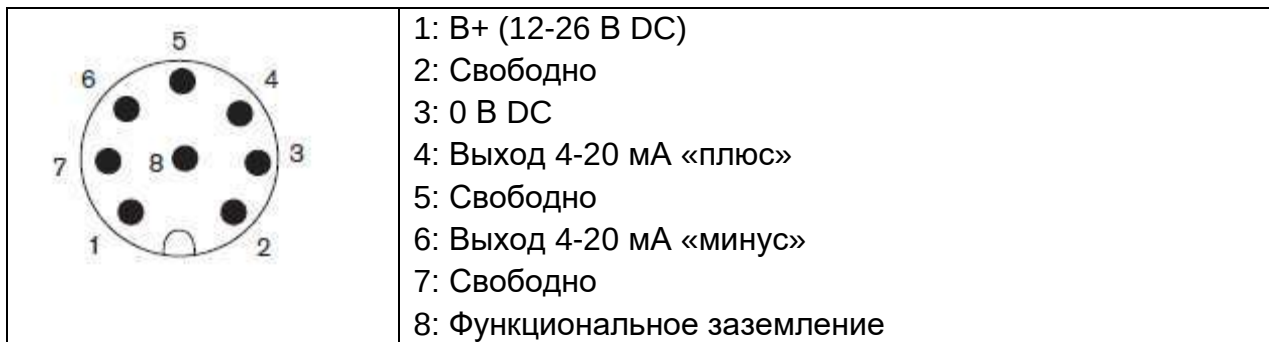 5
6
4
7
8
3
1
2
1: B+ (12-26 В DC)
2: Свободно
3: 0 В DC
4: Выход 4-20 мА «плюс»
5: Свободно
6: Выход 4-20 мА «минус»
7: Свободно
8: Функциональное заземление